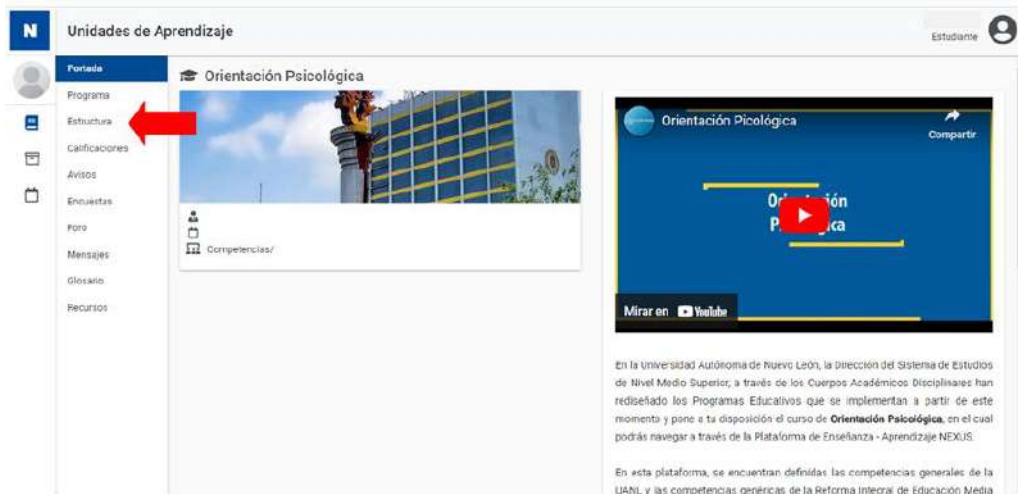 N
Unidades de Aprendizaje
Estudiante
Portada
Programa
Estructura
Calificaciones
Avisos
Encuestas
Foro
Mensajes
Glosario
Recursos
Orientación Psicológica
Competencias/
Orientación Picológica
Compartir
Mirar en YouTube
En la Universidad Autónoma de Nuevo León, la Dirección del Sistema de Estudios
de Nivel Medio Superior, a través de los Cuerpos Académicos Disciplinares han
rediseñado los Programas Educativos que se implementan a partir de este
momento y pone a tu disposición el curso de Orientación Psicológica, en el cual
podrás navegar a través de la Plataforma de Enseñanza - Aprendizaje NEXUS.
En esta plataforma, se encuentran definidas las competencias generales de la
UANL y las competencias genéricas de la Reforma Integral de Educación Media